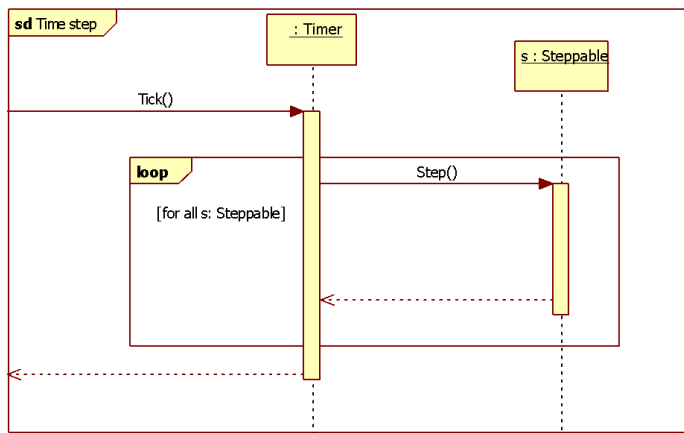 sd Time step
: Timer
s : Steppable
Tick()
loop
Step()
[for all s: Steppable]